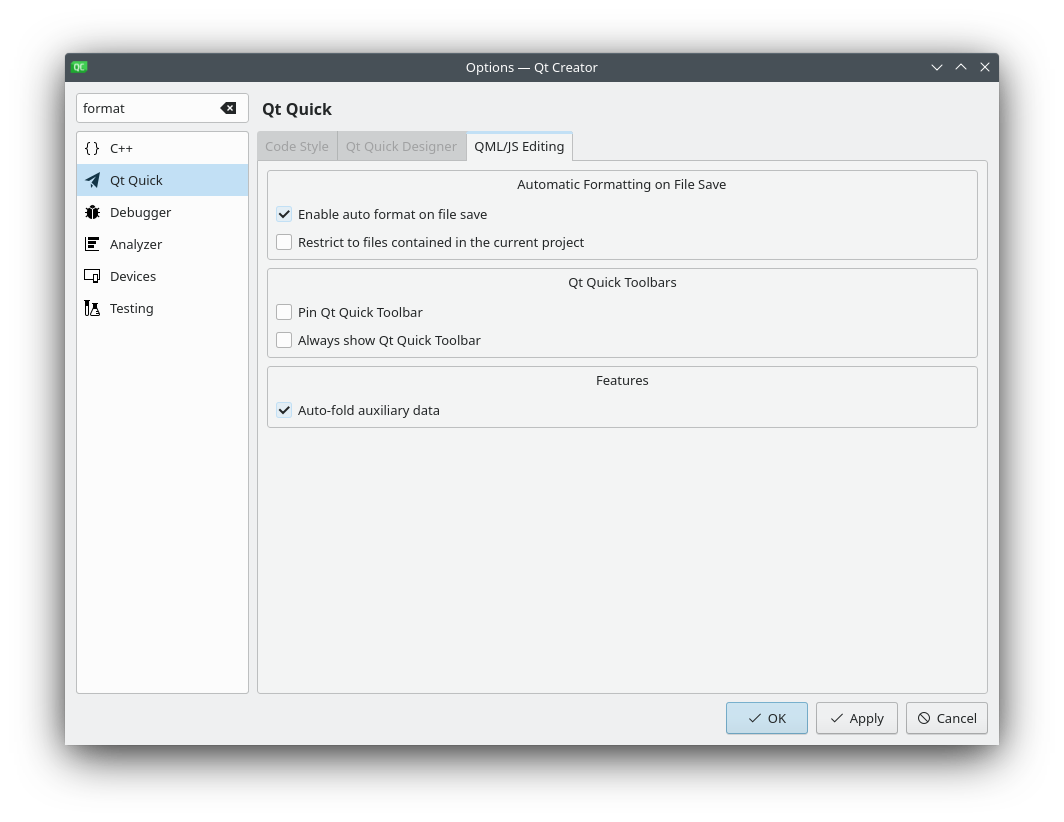 QC
Options — Qt Creator
format
C++
Qt Quick
Debugger
Analyzer
Devices
Testing
Qt Quick
Code Style
Qt Quick Designer
QML/JS Editing
Automatic Formatting on File Save
Enable auto format on file save
Restrict to files contained in the current project
Qt Quick Toolbars
Pin Qt Quick Toolbar
Always show Qt Quick Toolbar
Features
Auto-fold auxiliary data
OK
Apply
Cancel